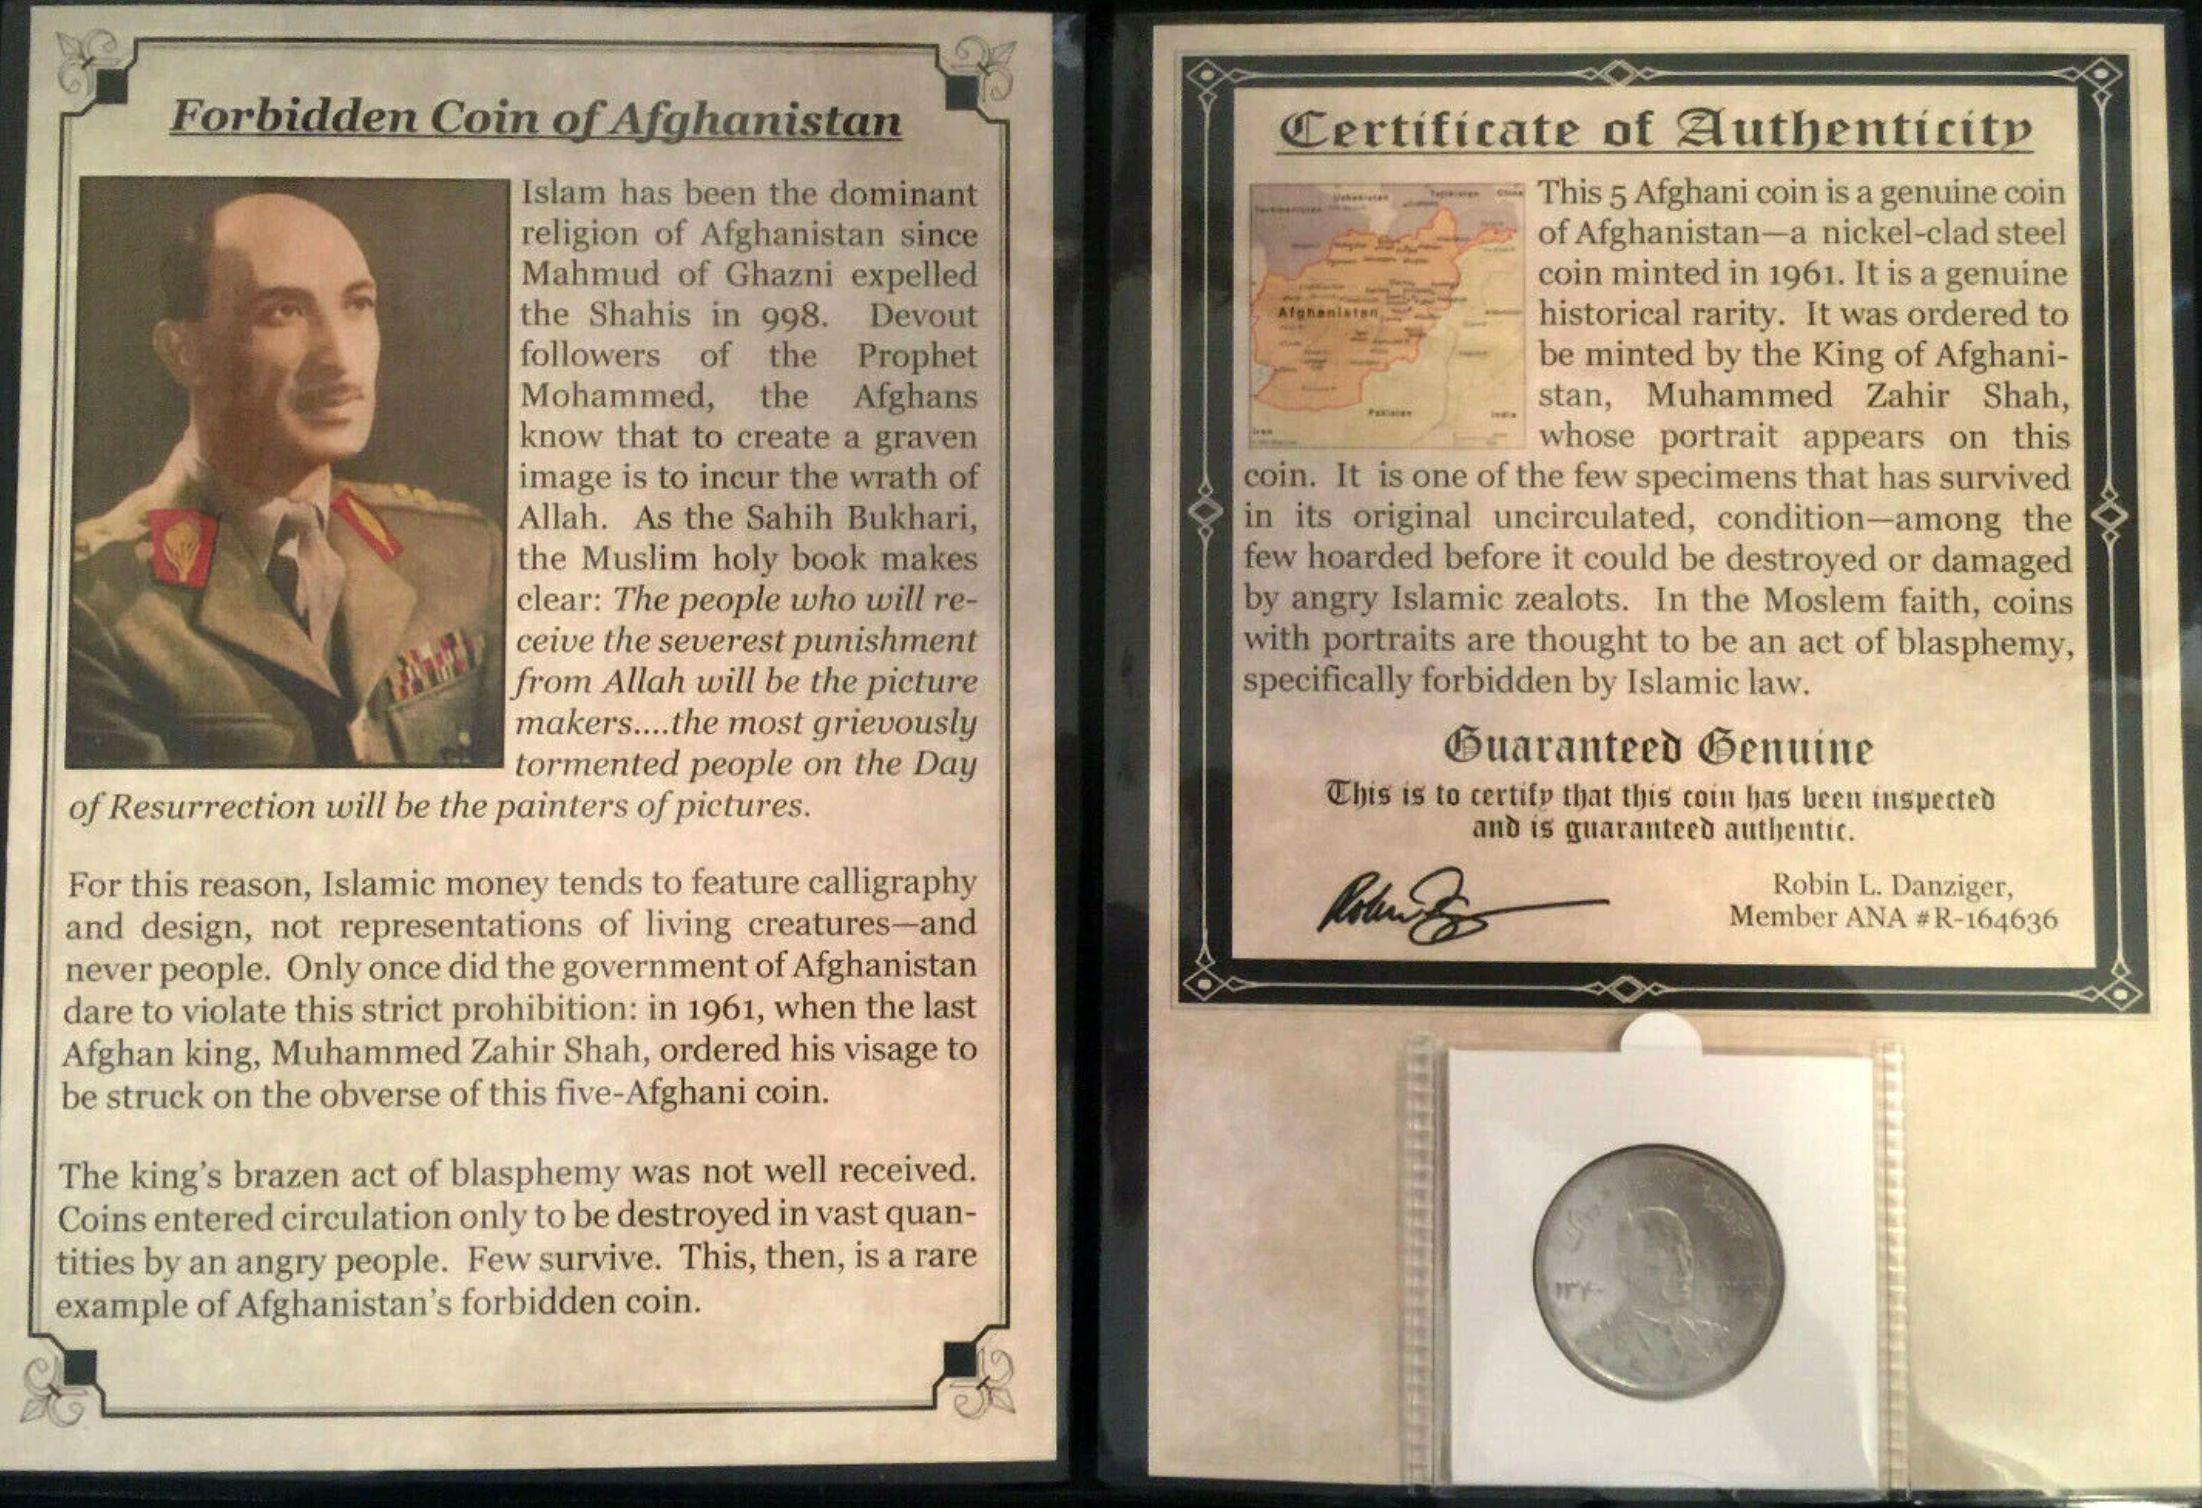 Forbidden Coin of Afghanistan
Islam has been the dominant
religion of Afghanistan since
Mahmud of Ghazni expelled
the Shahis in 998. Devout
followers of the Prophet
Mohammed, the Afghans
know that to create a graven
image is to incur the wrath of
Allah. As the Sahih Bukhari,
the Muslim holy book makes
clear: The people who will re-
ceive the severest punishment
from Allah will be the picture
makers....the most grievously
tormented people on the Day
of Resurrection will be the painters of pictures.
For this reason, Islamic money tends to feature calligraphy
and design, not representations of living creatures—and
never people. Only once did the government of Afghanistan
dare to violate this strict prohibition: in 1961, when the last
Afghan king, Muhammed Zahir Shah, ordered his visage to
be struck on the obverse of this five-Afghani coin.
The king's brazen act of blasphemy was not well received.
Coins entered circulation only to be destroyed in vast quan-
tities by an angry people. Few survive. This, then, is a rare
example of Afghanistan's forbidden coin.
Certificate of Authenticity
Uzbekistan
Tajikistan
China
Turkmenistan
Afghanistan
Pakistan
India
Iran
This 5 Afghani coin is a genuine coin
of Afghanistan—a nickel-clad steel
coin minted in 1961. It is a genuine
historical rarity. It was ordered to
be minted by the King of Afghani-
stan, Muhammed Zahir Shah,
whose portrait appears on this
coin. It is one of the few specimens that has survived
in its original uncirculated, condition—among the
few hoarded before it could be destroyed or damaged
by angry Islamic zealots. In the Moslem faith, coins
with portraits are thought to be an act of blasphemy,
specifically forbidden by Islamic law.
Guaranteed Genuine
This is to certify that this coin has been inspected
and is guaranteed authentic.
Robin L. Danziger,
Member ANA #R-164636
١٣٤٠